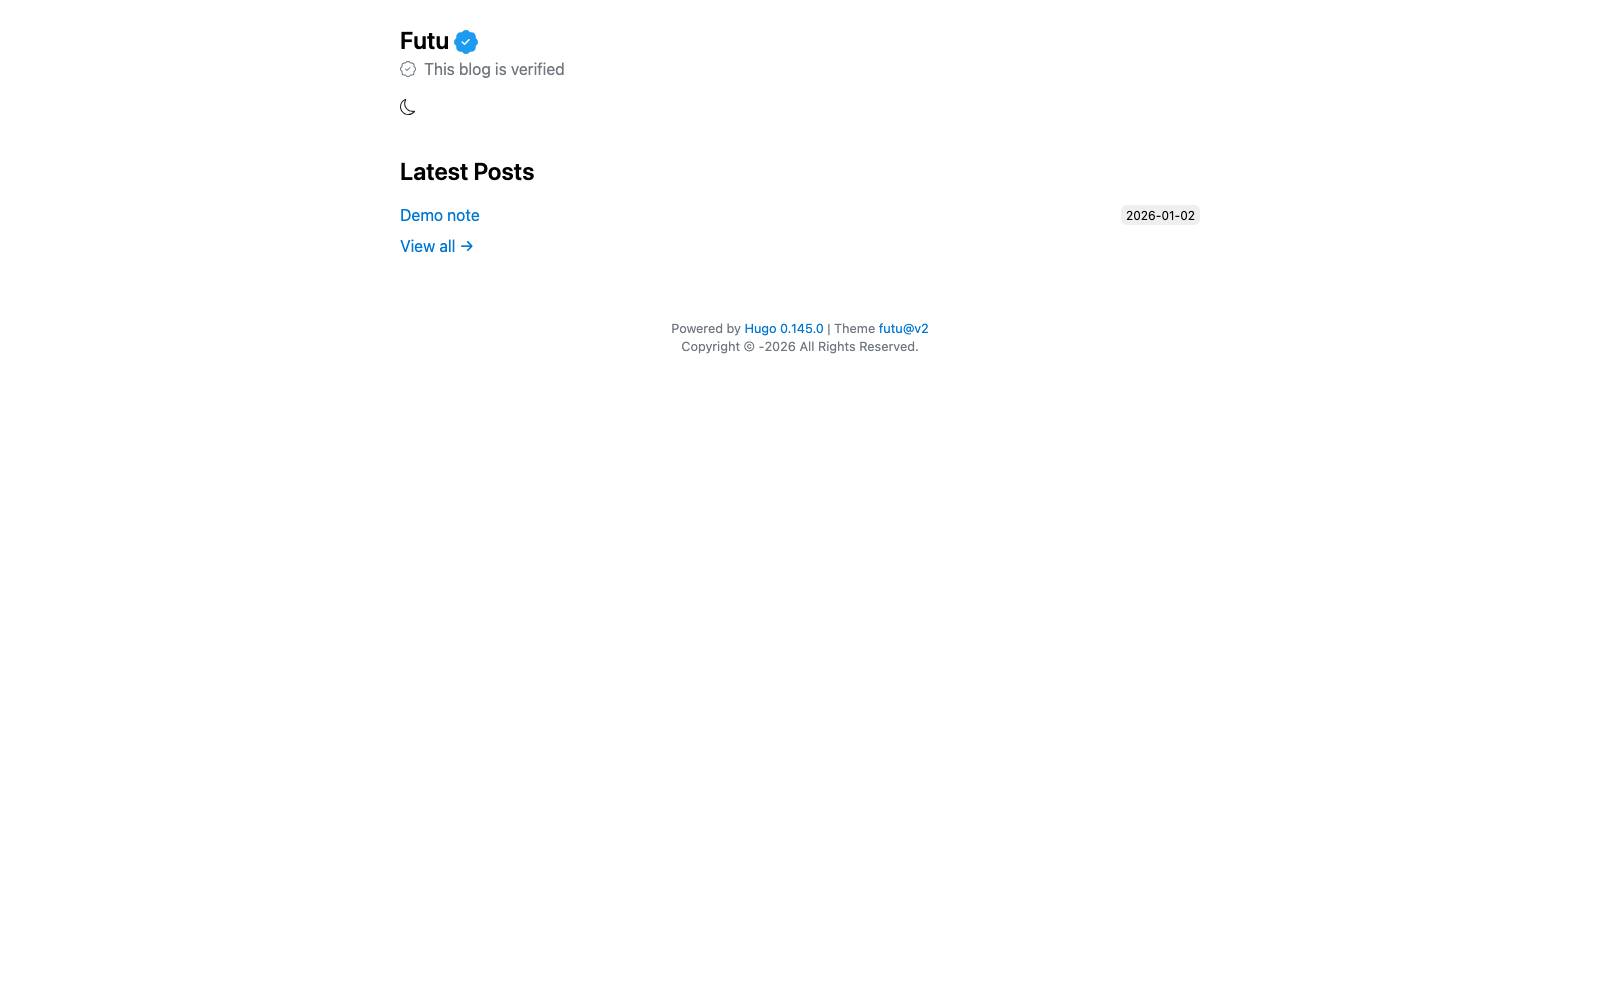 Futu
This blog is verified
Latest Posts
Demo note 2026-01-02
View all →
Powered by Hugo 0.145.0 | Theme futu@v2
Copyright © -2026 All Rights Reserved.